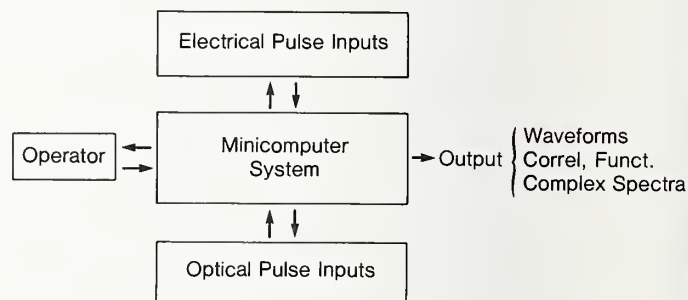 Electrical Pulse Inputs
Operator
Minicomputer
System
Output
Waveforms
Correl, Funct.
Complex Spectra
Optical Pulse Inputs